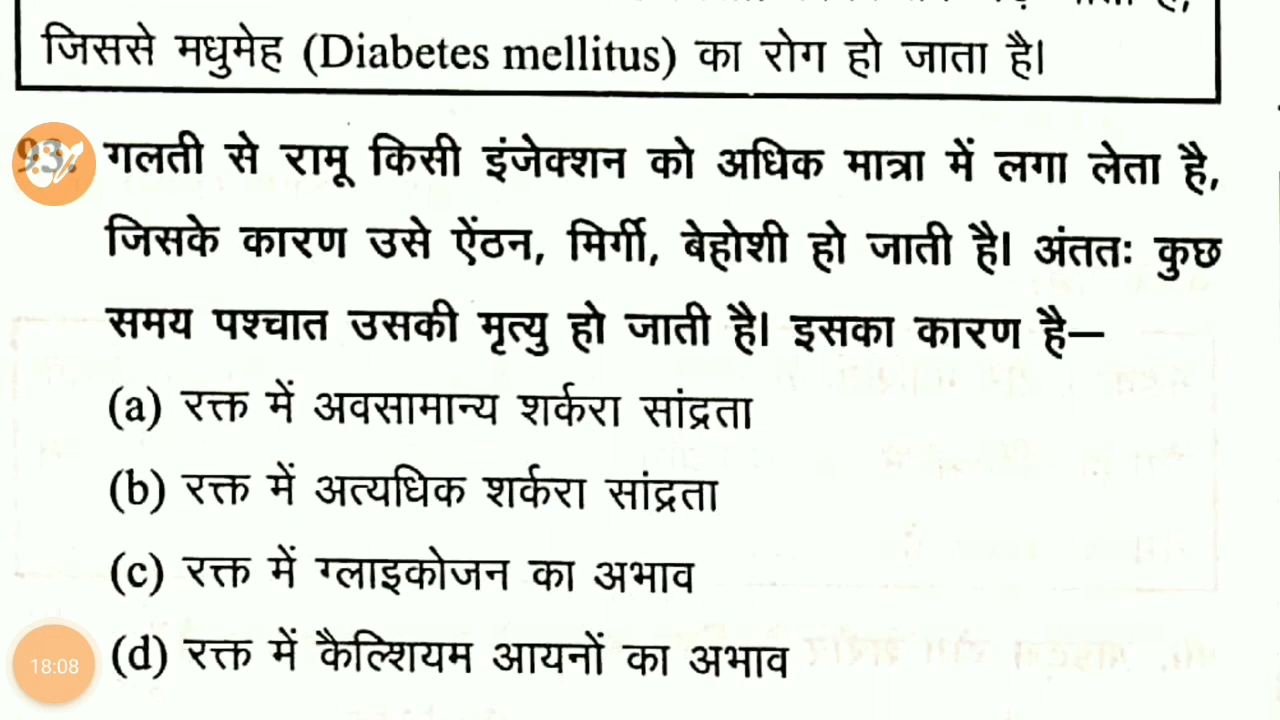 जिससे मधुमेह (Diabetes mellitus) का रोग हो जाता है।
93. गलती से रामू किसी इंजेक्शन को अधिक मात्रा में लगा लेता है,
जिसके कारण उसे ऐंठन, मिर्गी, बेहोशी हो जाती है। अंततः कुछ
समय पश्चात उसकी मृत्यु हो जाती है। इसका कारण है—
(a) रक्त में अवसामान्य शर्करा सांद्रता
(b) रक्त में अत्यधिक शर्करा सांद्रता
(c) रक्त में ग्लाइकोजन का अभाव
(d) रक्त में कैल्शियम आयनों का अभाव
18:08